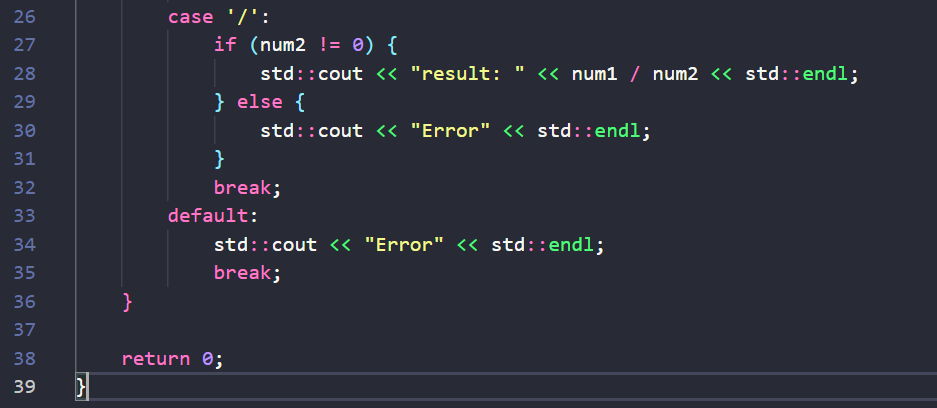 26 case '/':
27 if (num2 != 0) {
28 std::cout << "result: " << num1 / num2 << std::endl;
29 } else {
30 std::cout << "Error" << std::endl;
31 }
32 break;
33 default:
34 std::cout << "Error" << std::endl;
35 break;
36 }
37
38 return 0;
39 }